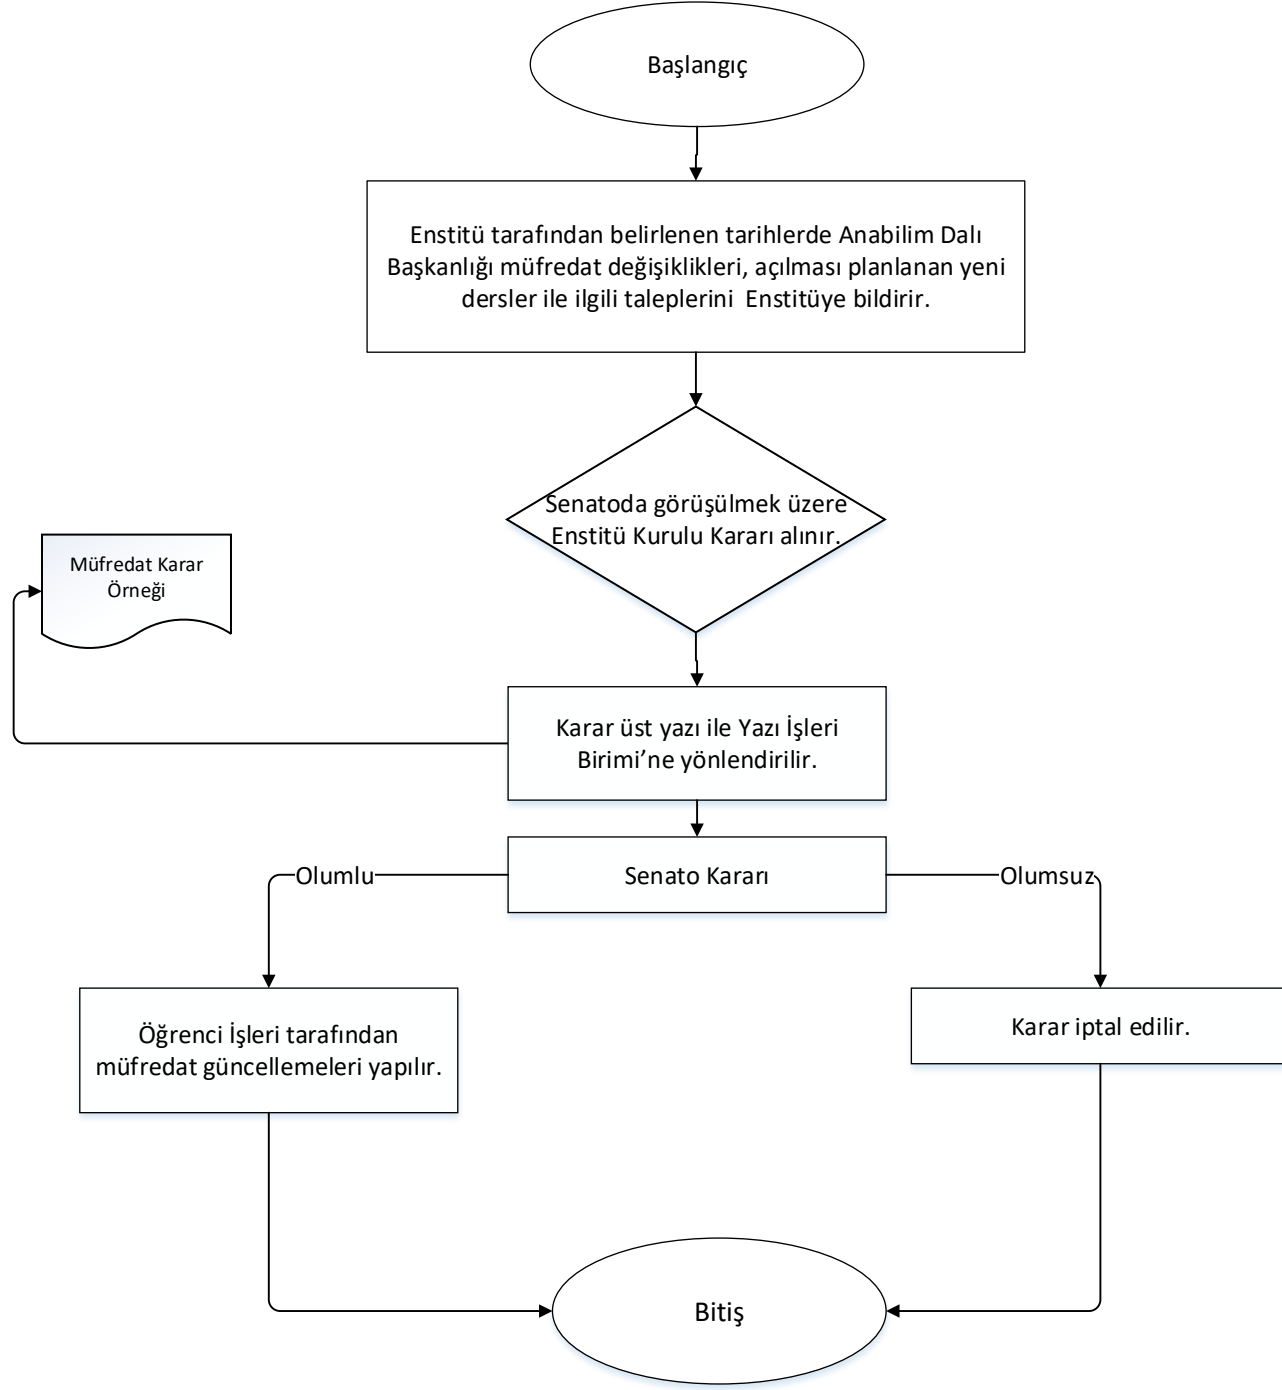 Başlangıç
Enstitü tarafından belirlenen tarihlerde Anabilim Dalı
Başkanlığı müfredat değişiklikleri, açılması planlanan yeni
dersler ile ilgili taleplerini  Enstitüye bildirir.
Senatoda görüşülmek üzere
Enstitü Kurulu Kararı alınır.
Müfredat Karar
Örneği
Karar üst yazı ile Yazı İşleri
Birimi’ne yönlendirilir.
Olumlu
Senato Kararı
Olumsuz
Öğrenci İşleri tarafından
müfredat güncellemeleri yapılır.
Karar iptal edilir.
Bitiş